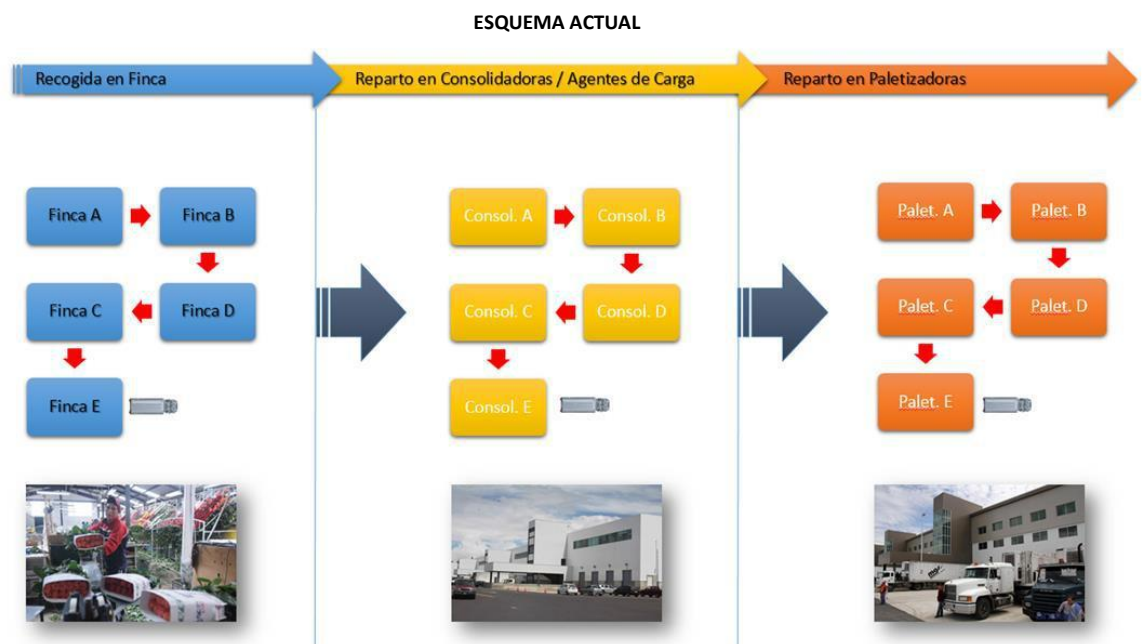 ESQUEMA ACTUAL
Recogida en Finca
Reparto en Consolidadoras / Agentes de Carga
Reparto en Paletizadoras
Finca A
Finca B
Finca C
Finca D
Finca E
Consol. A
Consol. B
Consol. C
Consol. D
Consol. E
Palet. A
Palet. B
Palet. C
Palet. D
Palet. E